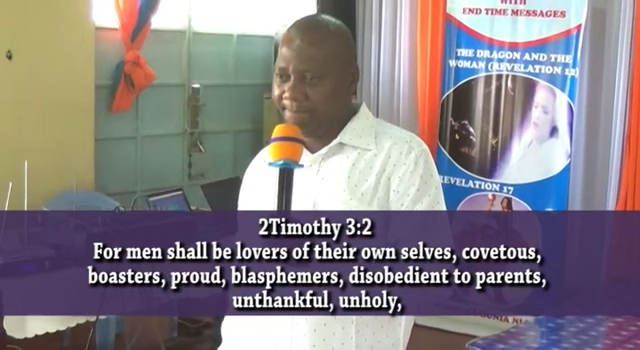 WITH
END TIME MESSAGES
THE DRAGON AND THE
WOMAN (REVELATION 12)
REVELATION 17
2Timothy 3:2
For men shall be lovers of their own selves, covetous,
boasters, proud, blasphemers, disobedient to parents,
unthankful, unholy,